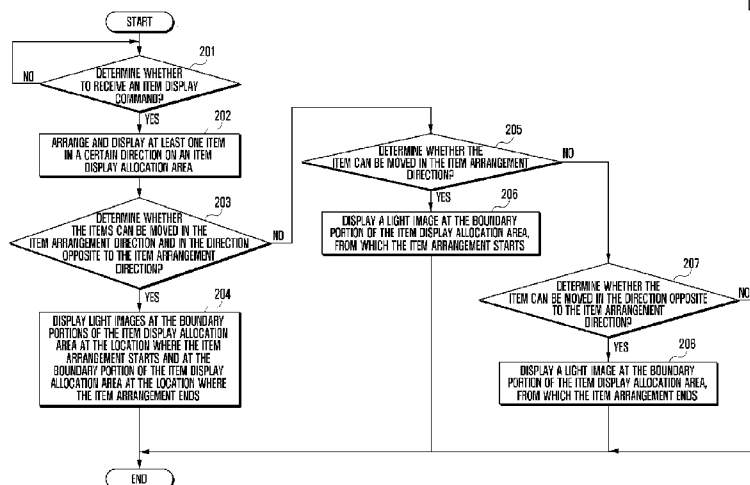 START
201
DETERMINE WHETHER
TO RECEIVE AN ITEM DISPLAY
COMMAND?
NO
YES
202
ARRANGE AND DISPLAY AT LEAST ONE ITEM
IN A CERTAIN DIRECTION ON AN ITEM
DISPLAY ALLOCATION AREA
203
DETERMINE WHETHER
THE ITEMS CAN BE MOVED IN THE
ITEM ARRANGEMENT DIRECTION AND IN THE DIRECTION
OPPOSITE TO THE ITEM ARRANGEMENT
DIRECTION?
NO
YES
204
DISPLAY LIGHT IMAGES AT THE BOUNDARY
PORTIONS OF THE ITEM DISPLAY ALLOCATION
AREA AT THE LOCATION WHERE THE ITEM
ARRANGEMENT STARTS AND AT THE
BOUNDARY PORTION OF THE ITEM DISPLAY
ALLOCATION AREA AT THE LOCATION WHERE
THE ITEM ARRANGEMENT ENDS
205
DETERMINE WHETHER THE
ITEM CAN BE MOVED IN THE ITEM ARRANGEMENT
DIRECTION?
NO
YES
206
DISPLAY A LIGHT IMAGE AT THE BOUNDARY
PORTION OF THE ITEM DISPLAY ALLOCATION AREA,
FROM WHICH THE ITEM ARRANGEMENT STARTS
207
DETERMINE WHETHER THE
ITEM CAN BE MOVED IN THE DIRECTION OPPOSITE
TO THE ITEM ARRANGEMENT
DIRECTION?
NO
YES
208
DISPLAY A LIGHT IMAGE AT THE BOUNDARY
PORTION OF THE ITEM DISPLAY ALLOCATION AREA,
FROM WHICH THE ITEM ARRANGEMENT ENDS
END